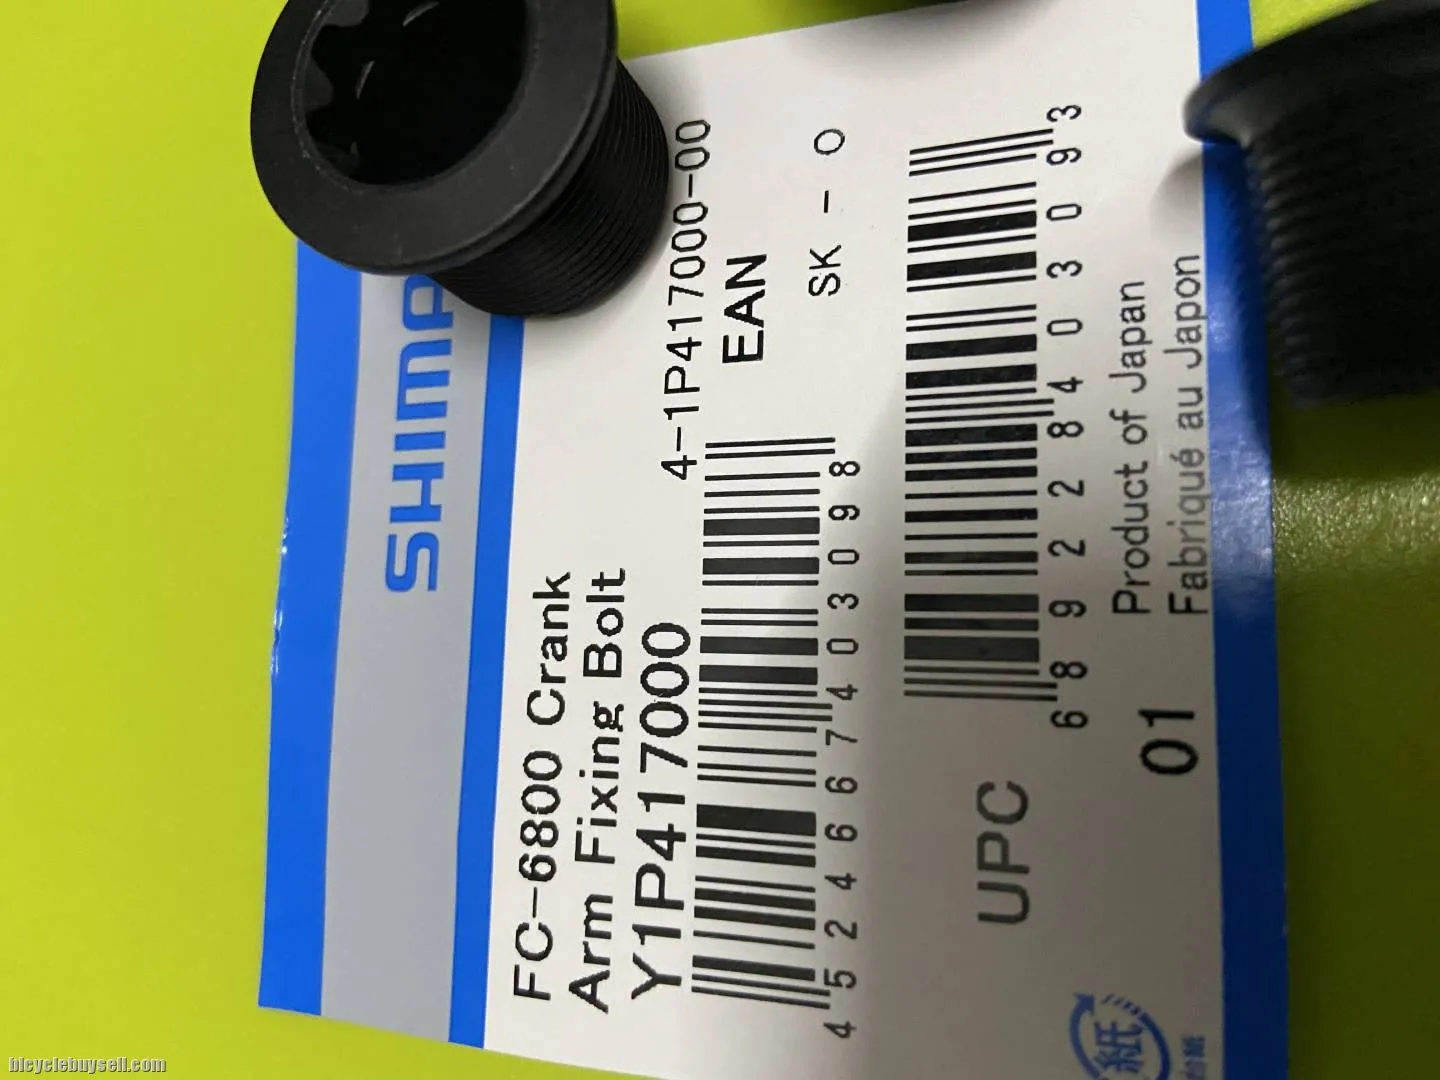 SHIMA
FC-6800 Crank
Arm Fixing Bolt
Y1P417000
4-1P417000-00
EAN
4 524667 403098
SK - O
UPC
6 89228 40309 3
01
Product of Japan
Fabriqué au Japon
紙
bicyclebuysell.com